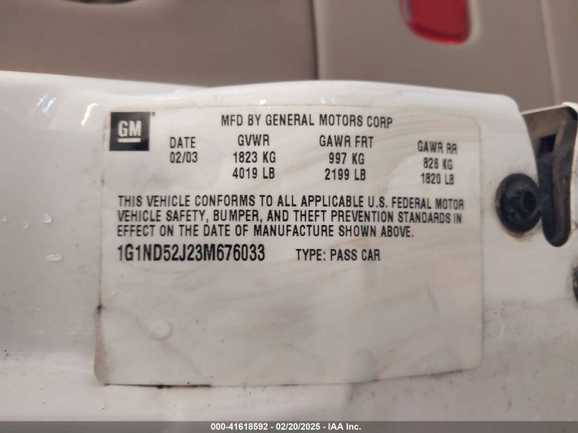 GM
MFD BY GENERAL MOTORS CORP
DATE GVWR GAWR FRT GAWR RR
02/03 1823 KG 997 KG 828 KG
4019 LB 2199 LB 1820 LB
THIS VEHICLE CONFORMS TO ALL APPLICABLE U.S. FEDERAL MOTOR
VEHICLE SAFETY, BUMPER, AND THEFT PREVENTION STANDARDS IN
EFFECT ON THE DATE OF MANUFACTURE SHOWN ABOVE.
1G1ND52J23M676033 TYPE: PASS CAR
000-41618592 - 02/20/2025 - IAA Inc.